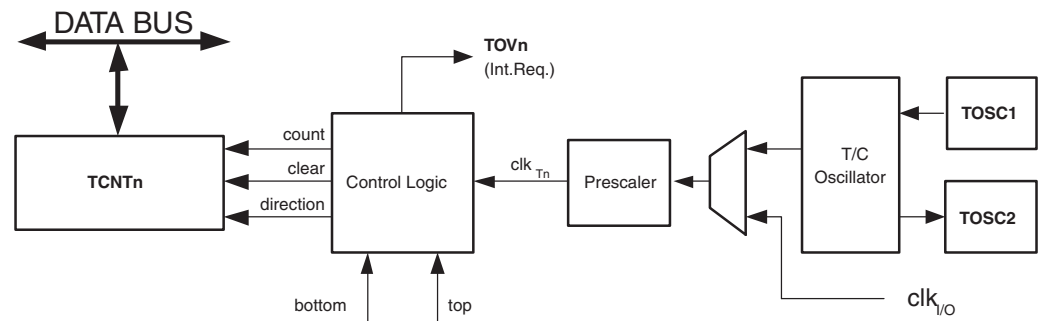 DATA BUS
TOVn
(Int.Req.)
TOSC1
count
T/C
Oscillator
TCNTn
clear
Control Logic
clk Tn
Prescaler
direction
TOSC2
bottom
top
clkI/O